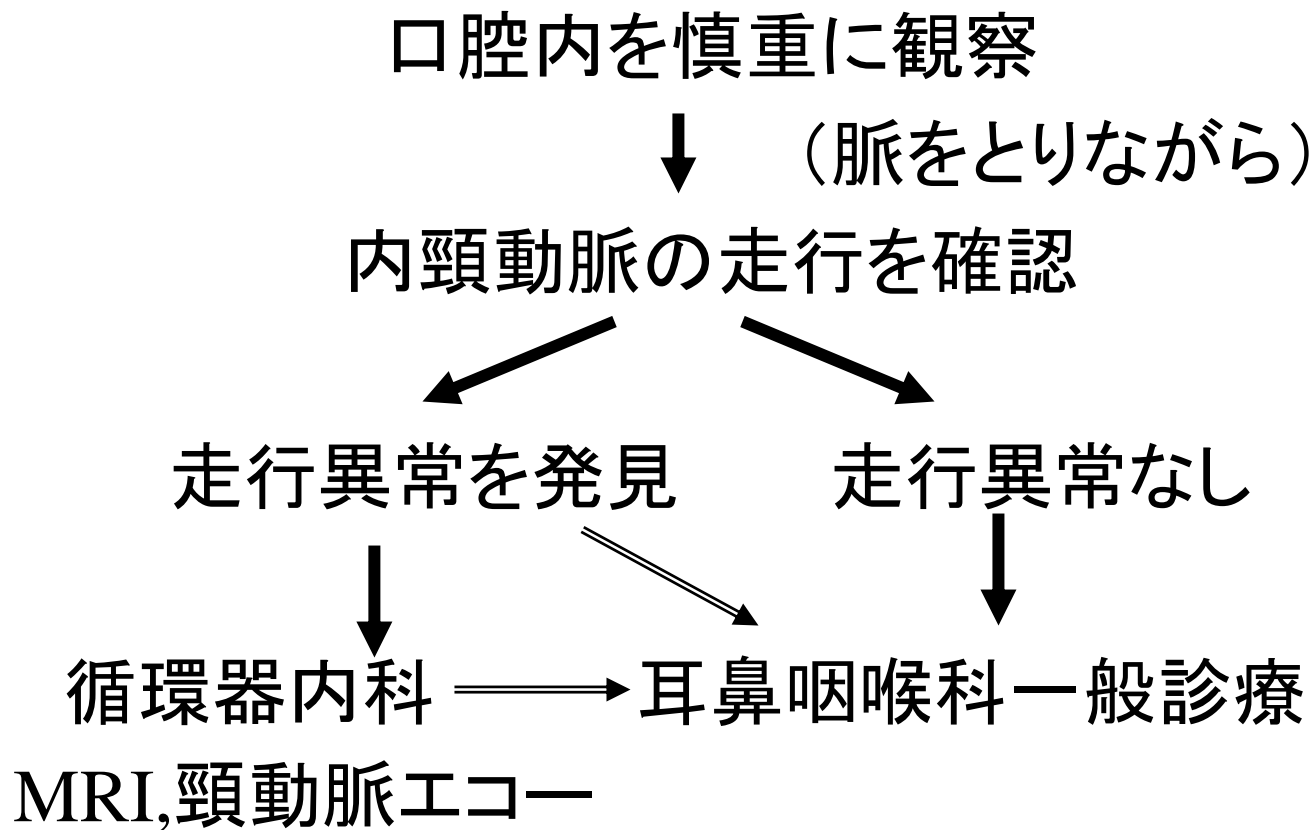 口腔内を慎重に観察
（脈をとりながら）
内頸動脈の走行を確認
走行異常を発見
走行異常なし
循環器内科
耳鼻咽喉科一般診療
MRI,頸動脈エコー